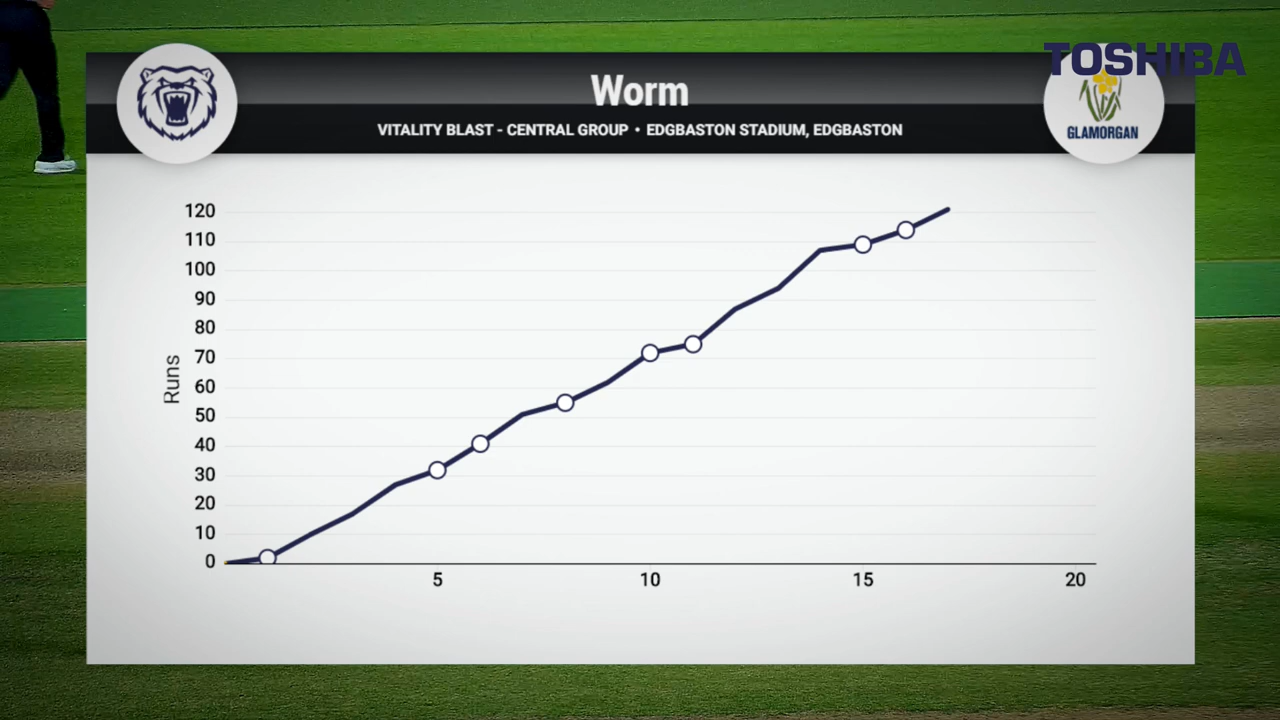 TOSHIBA
Worm
VITALITY BLAST - CENTRAL GROUP • EDGBASTON STADIUM, EDGBASTON
GLAMORGAN
120
110
100
90
80
70
60
50
40
30
20
10
0
Runs
5 10 15 20